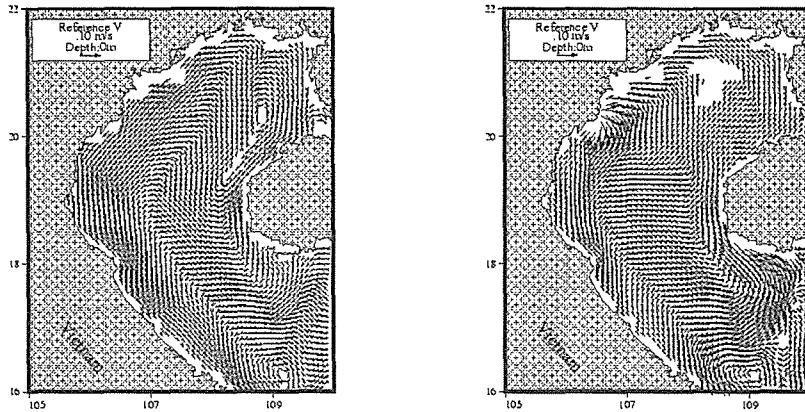 22
Reference V
.10 m/s
Depth:0m
20
18
16
Vietnam
105
107
109
22
Reference V
.10 m/s
Depth:0m
20
18
16
Vietnam
105
107
109